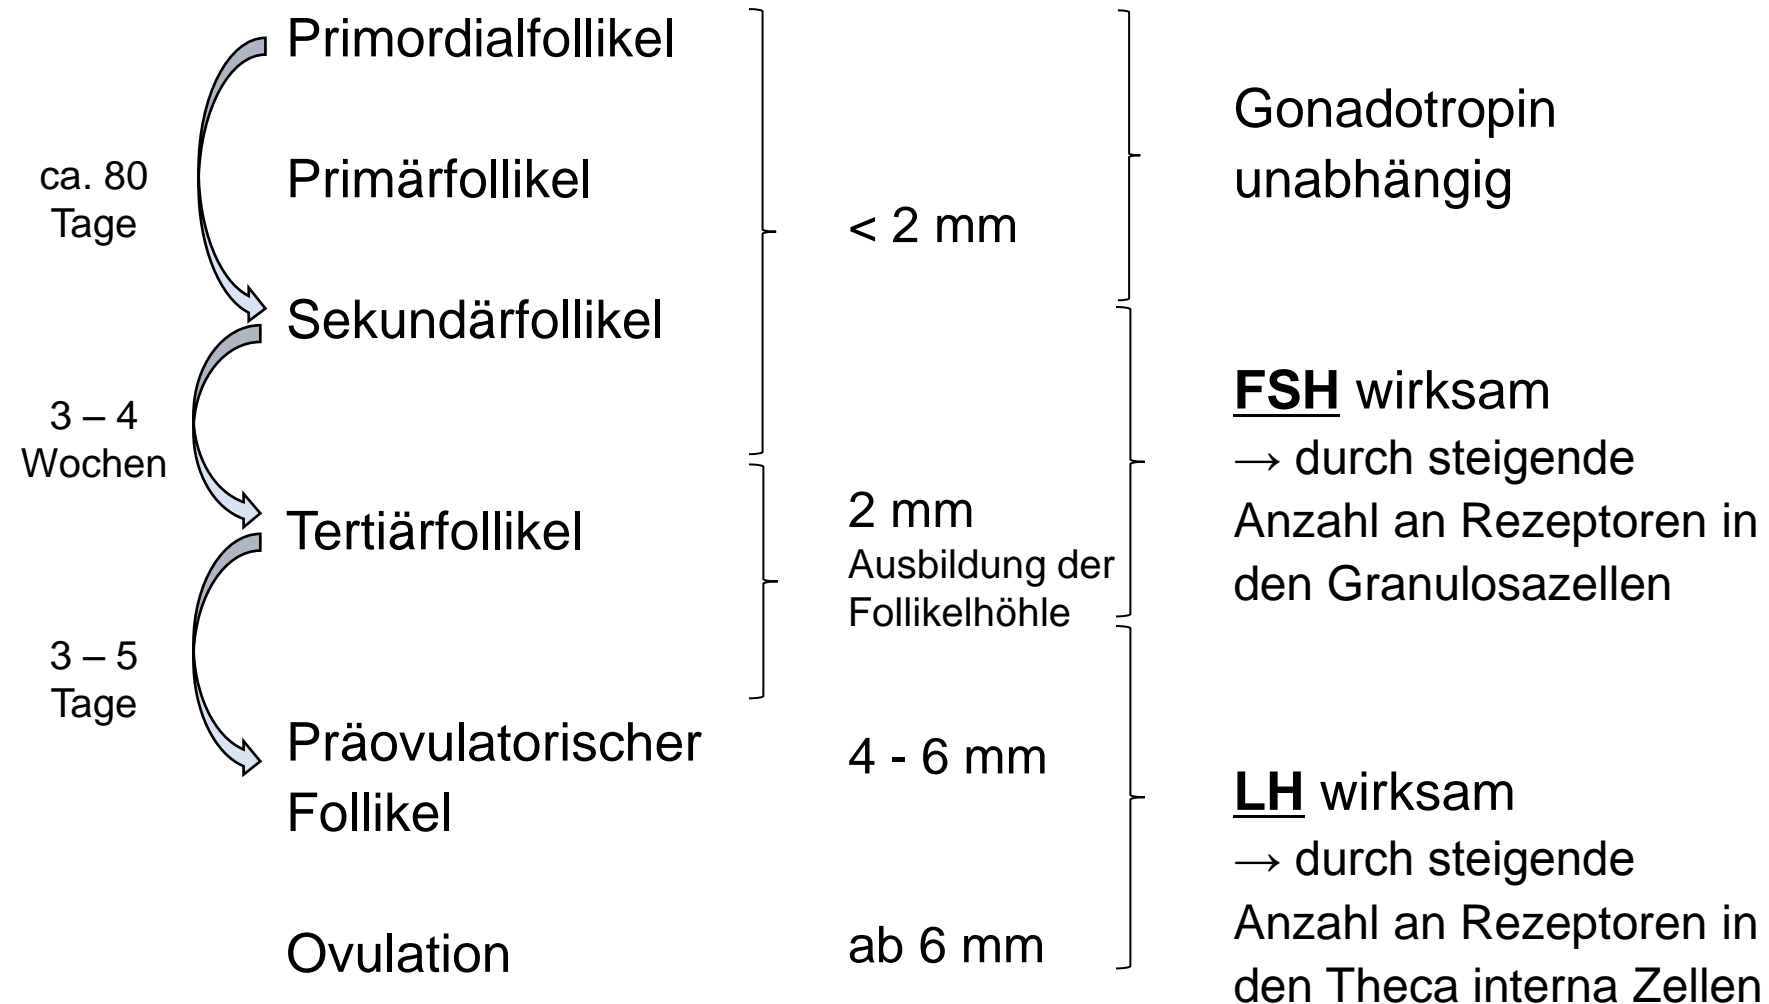 Primordialfollikel
Primärfollikel
Sekundärfollikel
Tertiärfollikel
Präovulatorischer
Follikel
Ovulation
ca. 80
Tage
3 – 4
Wochen
3 – 5
Tage
< 2 mm
2 mm
Ausbildung der
Follikelhöhle
4 - 6 mm
ab 6 mm
Gonadotropin
unabhängig
FSH wirksam
→ durch steigende
Anzahl an Rezeptoren in
den Granulosazellen
LH wirksam
→ durch steigende
Anzahl an Rezeptoren in
den Theca interna Zellen